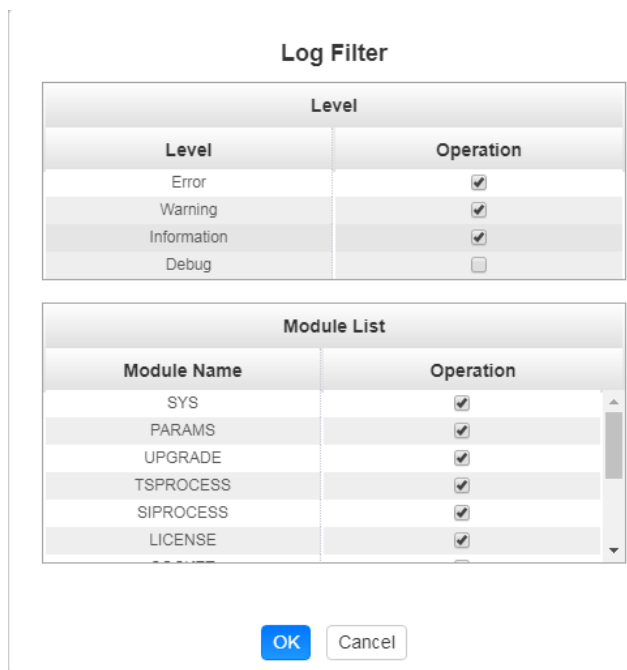 Log Filter
Level
Level Operation
Error
Warning
Information
Debug
Module List
Module Name Operation
SYS
PARAMS
UPGRADE
TSPROCESS
SIPROCESS
LICENSE
OK Cancel